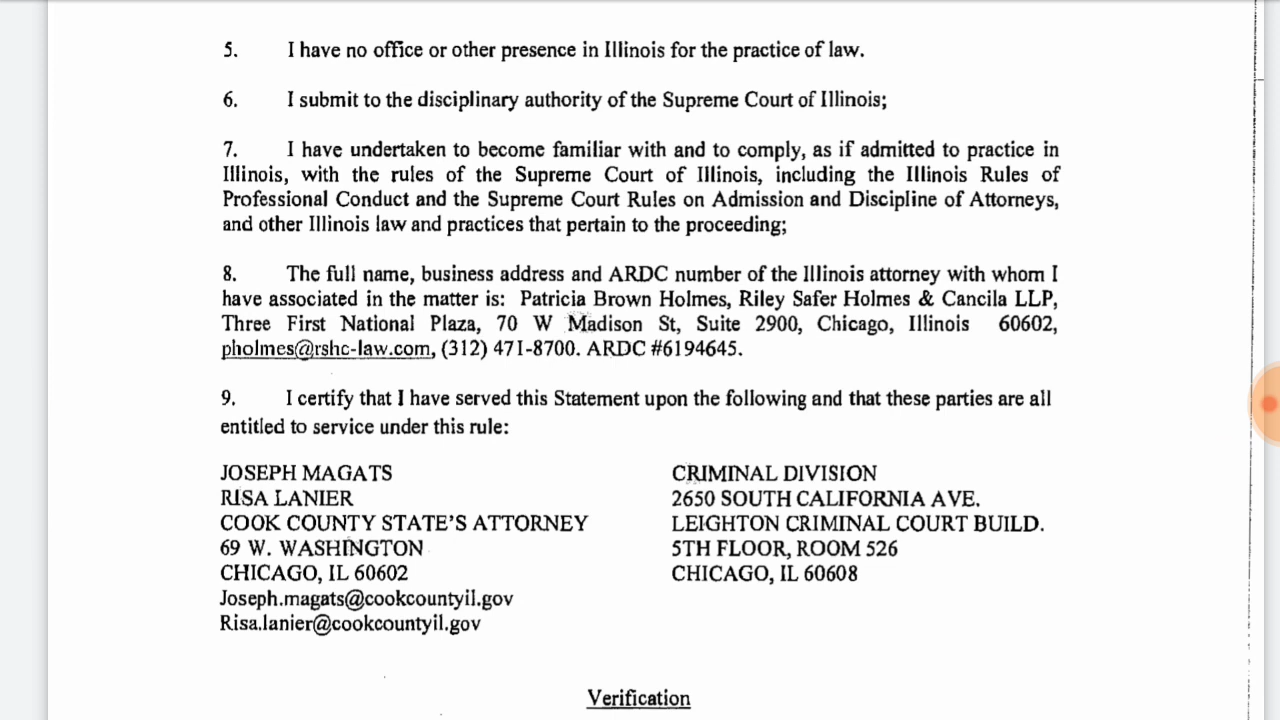 5. I have no office or other presence in Illinois for the practice of law.
6. I submit to the disciplinary authority of the Supreme Court of Illinois;
7. I have undertaken to become familiar with and to comply, as if admitted to practice in
Illinois, with the rules of the Supreme Court of Illinois, including the Illinois Rules of
Professional Conduct and the Supreme Court Rules on Admission and Discipline of Attorneys,
and other Illinois law and practices that pertain to the proceeding;
8. The full name, business address and ARDC number of the Illinois attorney with whom I
have associated in the matter is: Patricia Brown Holmes, Riley Safer Holmes & Cancila LLP,
Three First National Plaza, 70 W Madison St, Suite 2900, Chicago, Illinois 60602,
pholmes@rshc-law.com, (312) 471-8700. ARDC #6194645.
9. I certify that I have served this Statement upon the following and that these parties are all
entitled to service under this rule:
JOSEPH MAGATS
RISA LANIER
COOK COUNTY STATE'S ATTORNEY
69 W. WASHINGTON
CHICAGO, IL 60602
Joseph.magats@cookcountyil.gov
Risa.lanier@cookcountyil.gov
CRIMINAL DIVISION
2650 SOUTH CALIFORNIA AVE.
LEIGHTON CRIMINAL COURT BUILD.
5TH FLOOR, ROOM 526
CHICAGO, IL 60608
Verification